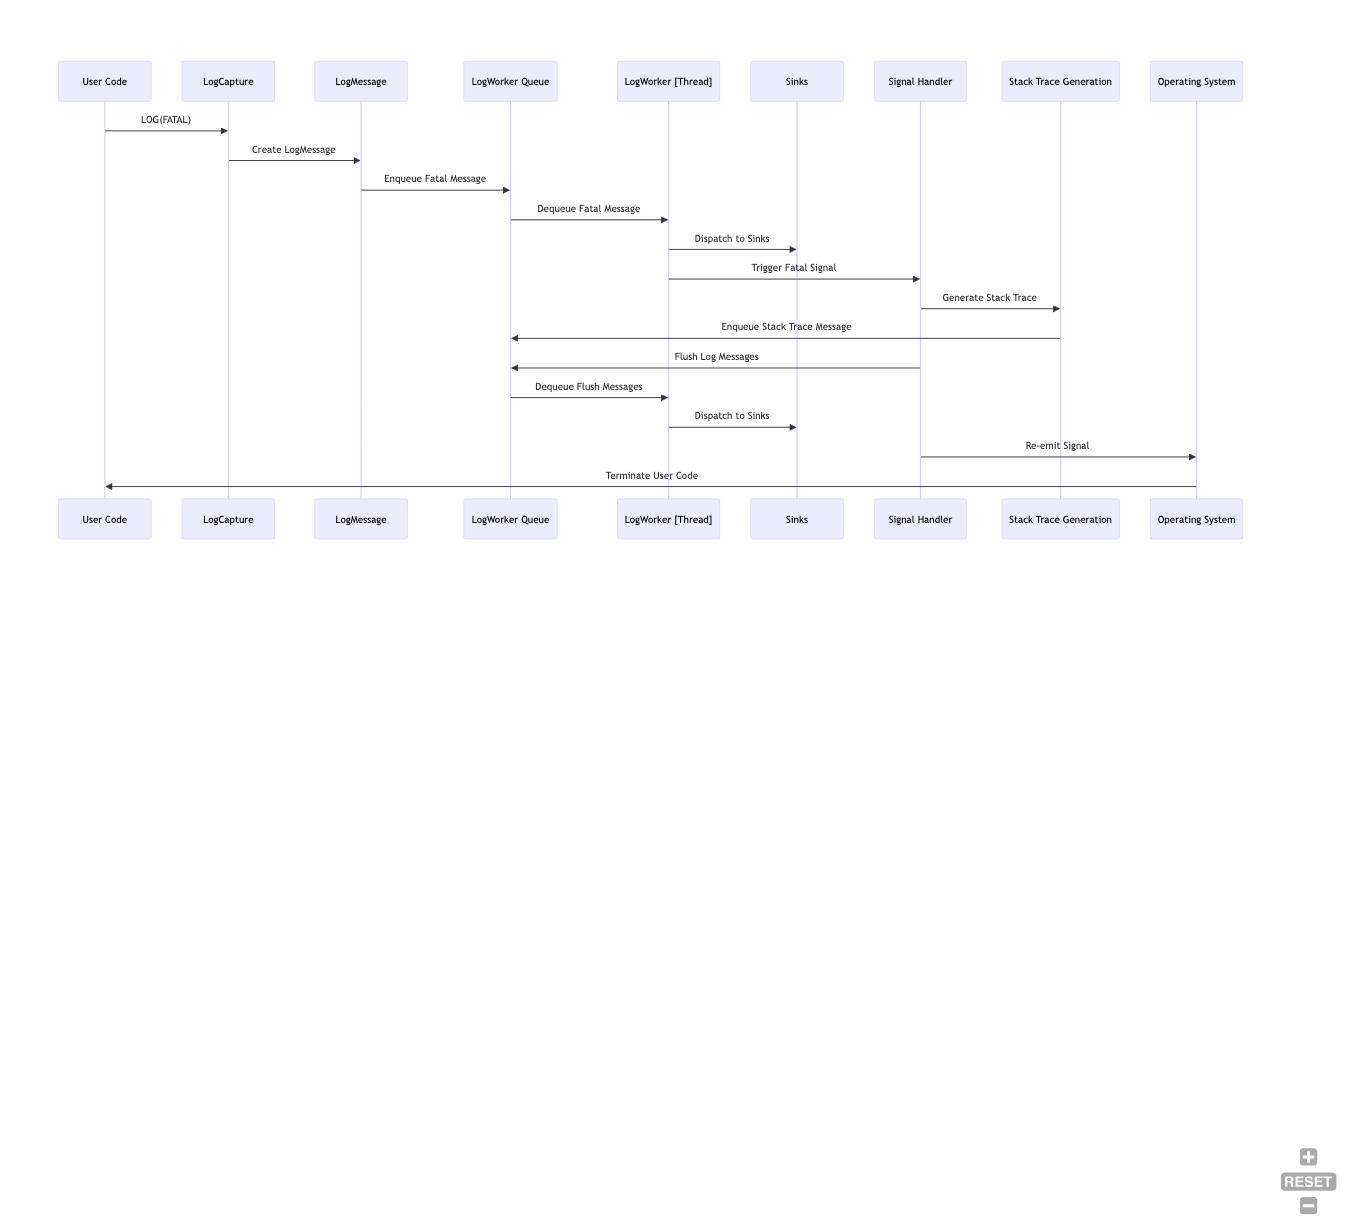 User Code
LogCapture
LogMessage
LogWorker Queue
LogWorker [Thread]
Sinks
Signal Handler
Stack Trace Generation
Operating System
LOG(FATAL)
Create LogMessage
Enqueue Fatal Message
Dequeue Fatal Message
Dispatch to Sinks
Trigger Fatal Signal
Generate Stack Trace
Enqueue Stack Trace Message
Flush Log Messages
Dequeue Flush Messages
Dispatch to Sinks
Re-emit Signal
Terminate User Code
User Code
LogCapture
LogMessage
LogWorker Queue
LogWorker [Thread]
Sinks
Signal Handler
Stack Trace Generation
Operating System
RESET